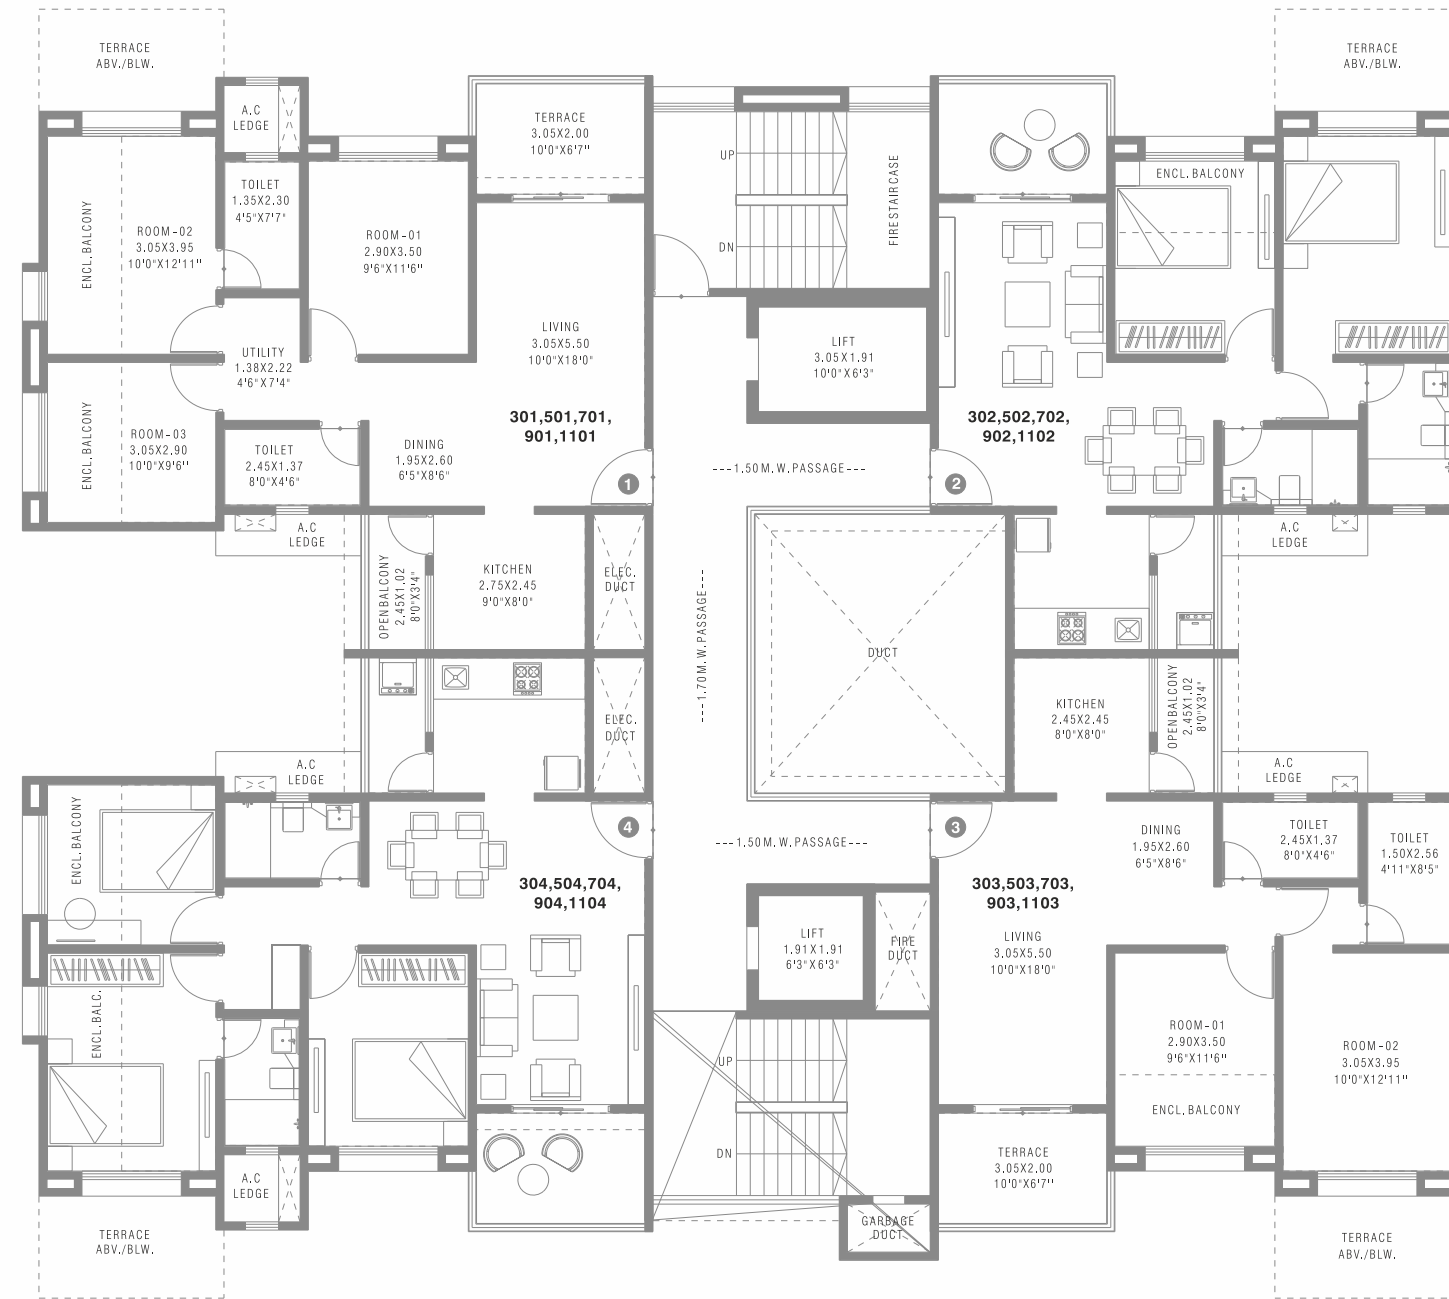 TERRACE
ABV./BLW.
TERRACE
ABV./BLW.
A.C
LEDGE
TERRACE
3.05X2.00
10'0"X6'7"
UP
DN
FIRE STAIRCASE
ENCL. BALCONY
TOILET
1.35X2.30
4'5"X7'7"
ENCL. BALCONY
ROOM-02
3.05X3.95
10'0"X12'11"
ROOM-01
2.90X3.50
9'6"X11'6"
LIVING
3.05X5.50
10'0"X18'0"
LIFT
3.05X1.91
10'0"X6'3"
UTILITY
1.38X2.22
4'6"X7'4"
301,501,701,
901,1101
302,502,702,
902,1102
ENCL. BALCONY
ROOM-03
3.05X2.90
10'0"X9'6"
TOILET
2.45X1.37
8'0"X4'6"
DINING
1.95X2.60
6'5"X8'6"
1
---1.50 M. W. PASSAGE---
2
A.C
LEDGE
A.C
LEDGE
OPEN BALCONY
2.45X1.02
8'0"X3'4"
KITCHEN
2.75X2.45
9'0"X8'0"
ELEC.
DUCT
---1.70 M. W. PASSAGE---
DUCT
ELEC.
DUCT
KITCHEN
2.45X2.45
8'0"X8'0"
OPEN BALCONY
2.45X1.02
8'0"X3'4"
A.C
LEDGE
A.C
LEDGE
ENCL. BALCONY
4
---1.50 M. W. PASSAGE---
3
DINING
1.95X2.60
6'5"X8'6"
TOILET
2.45X1.37
8'0"X4'6"
TOILET
1.50X2.56
4'11"X8'5"
304,504,704,
904,1104
303,503,703,
903,1103
LIFT
1.91X1.91
6'3"X6'3"
FIRE
DUCT
LIVING
3.05X5.50
10'0"X18'0"
ENCL. BALC.
UP
DN
ROOM-01
2.90X3.50
9'6"X11'6"
ENCL. BALCONY
ROOM-02
3.05X3.95
10'0"X12'11"
A.C
LEDGE
TERRACE
3.05X2.00
10'0"X6'7"
GARBAGE
DUCT
TERRACE
ABV./BLW.
TERRACE
ABV./BLW.